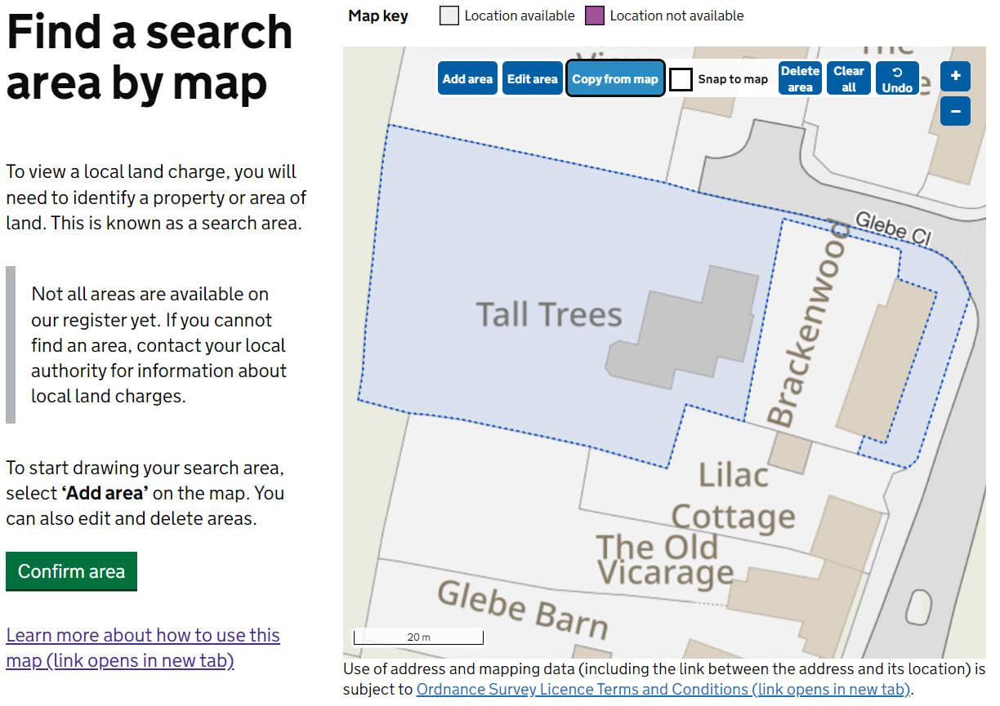 Find a search
area by map
To view a local land charge, you will
need to identify a property or area of
land. This is known as a search area.
Not all areas are available on
our register yet. If you cannot
find an area, contact your local
authority for information about
local land charges.
To start drawing your search area,
select ‘Add area’ on the map. You
can also edit and delete areas.
Confirm area
Learn more about how to use this
map (link opens in new tab)
Map key
Location available
Location not available
Add area
Edit area
Copy from map
Snap to map
Delete
area
Clear
all
Undo
+
−
The
Glebe Cl
Tall Trees
Brackenwood
Lilac
Cottage
The Old
Vicarage
Glebe Barn
20 m
Use of address and mapping data (including the link between the address and its location) is
subject to Ordnance Survey Licence Terms and Conditions (link opens in new tab).